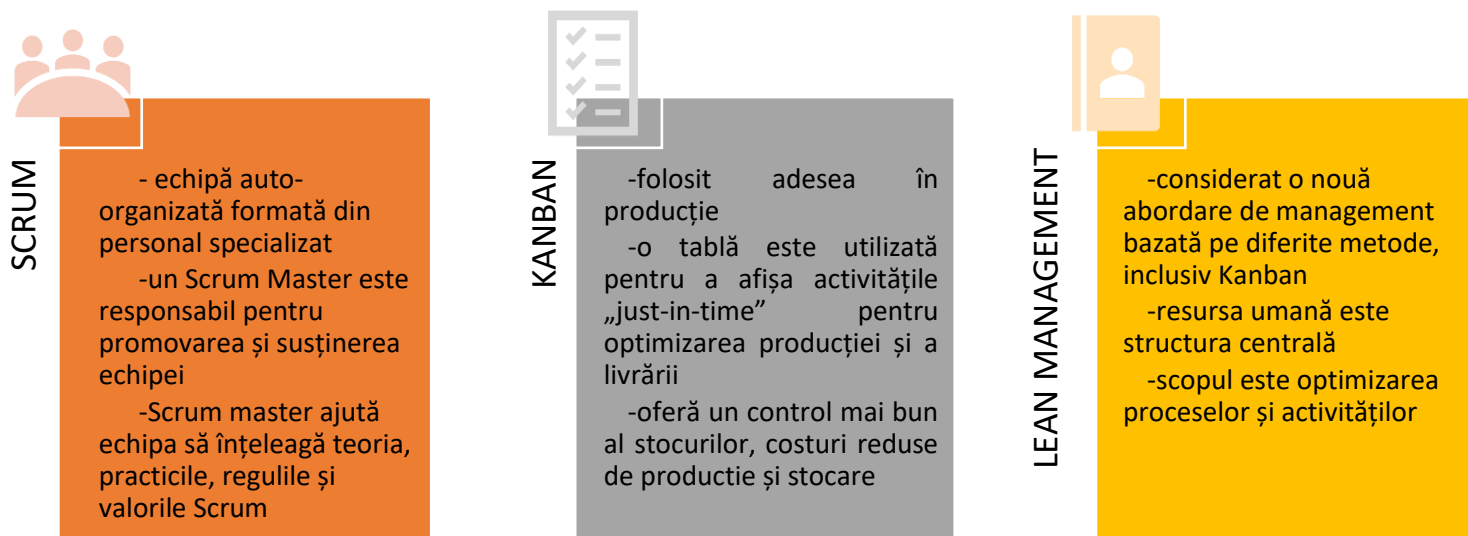 SCRUM
- echipă auto-
organizată formată din
personal specializat
-un Scrum Master este
responsabil pentru
promovarea și susținerea
echipei
-Scrum master ajută
echipa să înțeleagă teoria,
practicile, regulile și
valorile Scrum
KANBAN
-folosit adesea în
producție
-o tablă este utilizată
pentru a afișa activitățile
„just-in-time” pentru
optimizarea producției și a
livrării
-oferă un control mai bun
al stocurilor, costuri reduse
de productie și stocare
LEAN MANAGEMENT
-considerat o nouă
abordare de management
bazată pe diferite metode,
inclusiv Kanban
-resursa umană este
structura centrală
-scopul este optimizarea
proceselor și activităților